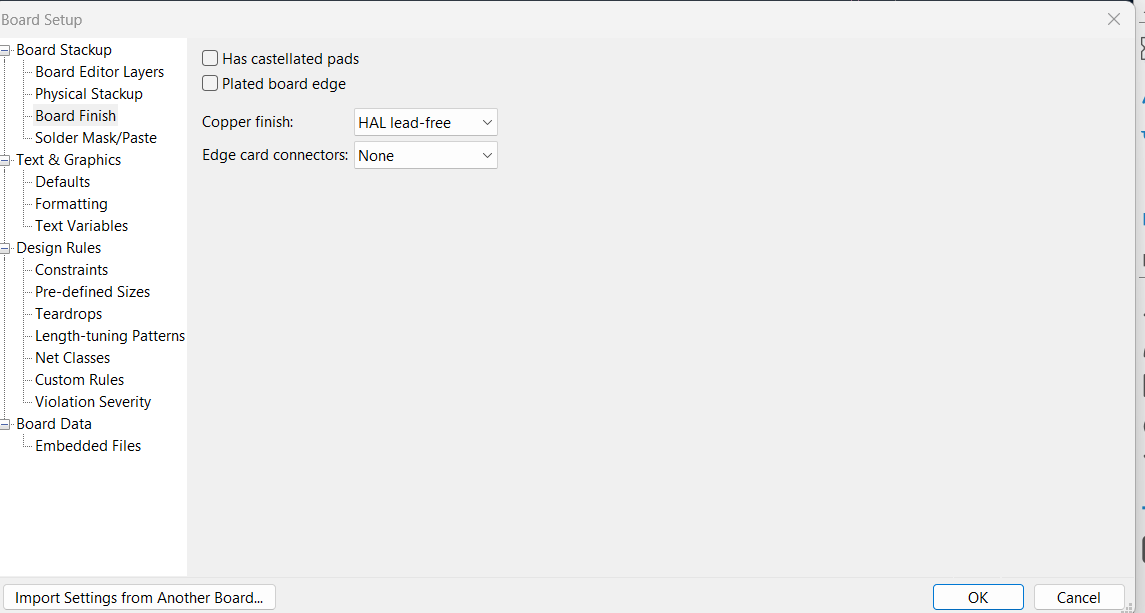 Board Setup
Board Stackup
Board Editor Layers
Physical Stackup
Board Finish
Solder Mask/Paste
Text & Graphics
Defaults
Formatting
Text Variables
Design Rules
Constraints
Pre-defined Sizes
Teardrops
Length-tuning Patterns
Net Classes
Custom Rules
Violation Severity
Board Data
Embedded Files
Has castellated pads
Plated board edge
Copper finish: HAL lead-free
Edge card connectors: None
Import Settings from Another Board... OK Cancel